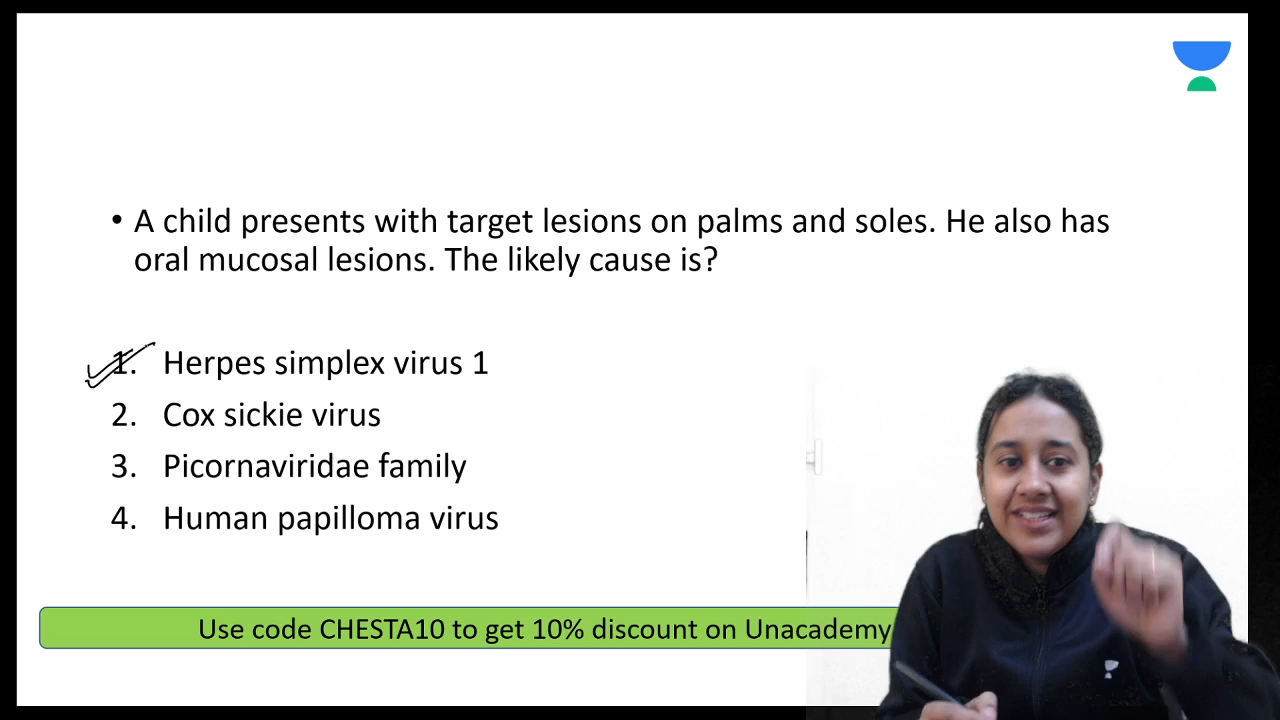 • A child presents with target lesions on palms and soles. He also has
oral mucosal lesions. The likely cause is?
1. Herpes simplex virus 1
2. Cox sickie virus
3. Picornaviridae family
4. Human papilloma virus
Use code CHESTA10 to get 10% discount on Unacademy